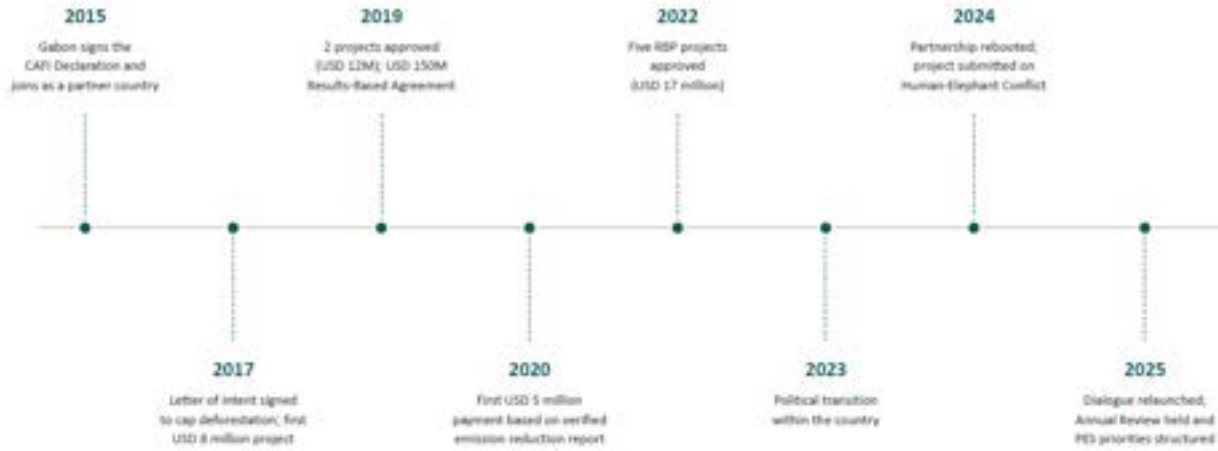 2015
Gabon signs the
CAFI Declaration and
joins as a partner country
2019
2 projects approved
(USD 12M); USD 150M
Results-Based Agreement
2022
Five RBP projects
approved
(USD 17 million)
2024
Partnership rebooted;
project submitted on
Human-Elephant Conflict
2017
Letter of Intent signed
to cap deforestation; first
USD 8 million project
2020
First USD 5 million
payment based on verified
emission reduction report
2023
Political transition
within the country
2025
Dialogue relaunched;
Annual Review held and
PES priorities structured